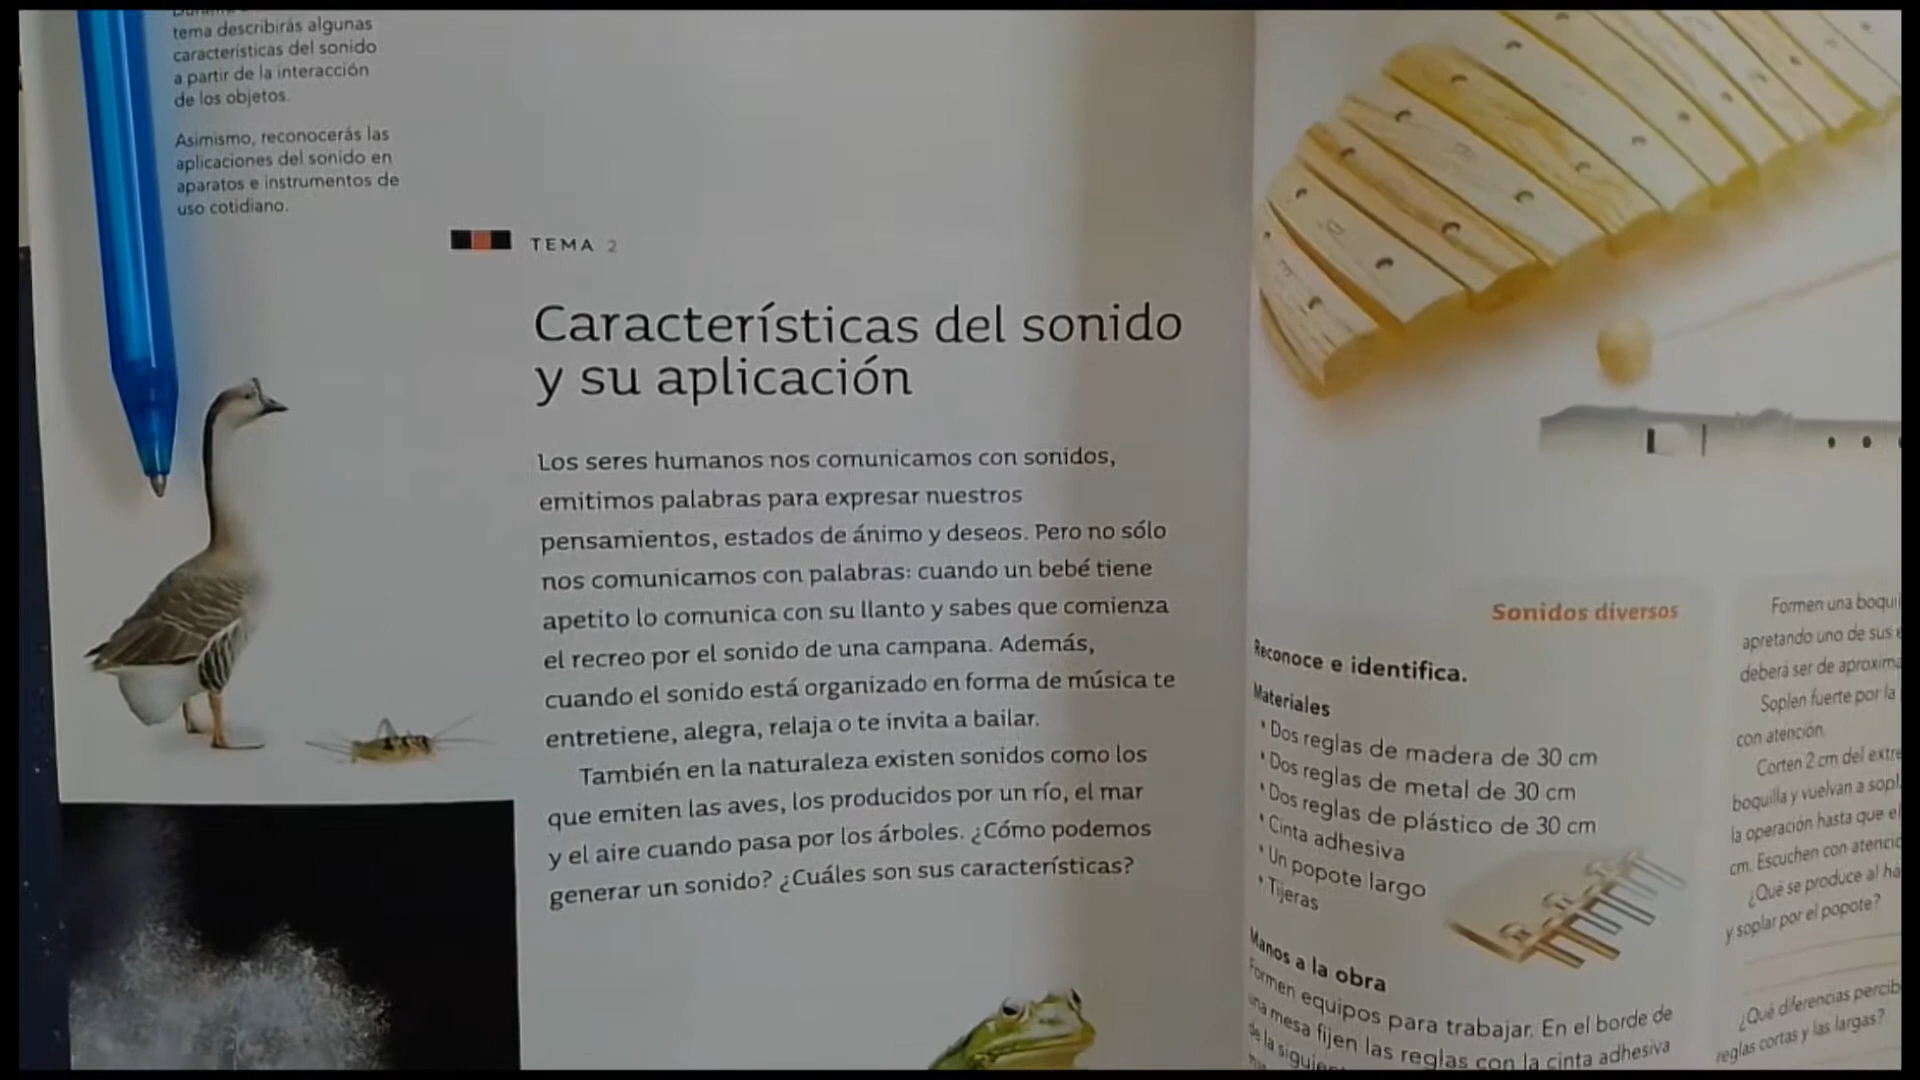 tema describirás algunas
características del sonido
a partir de la interacción
de los objetos.
Asimismo, reconocerás las
aplicaciones del sonido en
aparatos e instrumentos de
uso cotidiano.
TEMA 2
Características del sonido
y su aplicación
Los seres humanos nos comunicamos con sonidos,
emitimos palabras para expresar nuestros
pensamientos, estados de ánimo y deseos. Pero no sólo
nos comunicamos con palabras: cuando un bebé tiene
apetito lo comunica con su llanto y sabes que comienza
el recreo por el sonido de una campana. Además,
cuando el sonido está organizado en forma de música te
entretiene, alegra, relaja o te invita a bailar.
También en la naturaleza existen sonidos como los
que emiten las aves, los producidos por un río, el mar
y el aire cuando pasa por los árboles. ¿Cómo podemos
generar un sonido? ¿Cuáles son sus características?
Sonidos diversos
Reconoce e identifica.
Materiales
• Dos reglas de madera de 30 cm
• Dos reglas de metal de 30 cm
• Dos reglas de plástico de 30 cm
• Cinta adhesiva
• Un popote largo
• Tijeras
Manos a la obra
Formen equipos para trabajar. En el borde de
una mesa fijen las reglas con la cinta adhesiva
de la
Formen una
apretando uno de sus
deberá ser de
Soplen fuerte por la
con atención.
Corten 2 cm del
boquilla y vuelvan a
la operación hasta que
cm. Escuchen con
¿Qué se produce al
y soplar por el popote?
¿Qué diferencias
reglas cortas y las largas?